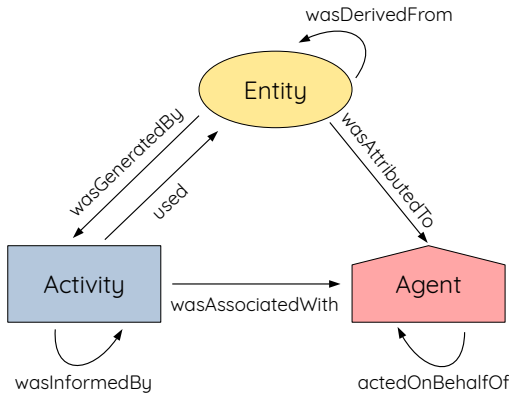 wasDerivedFrom
Entity
wasGeneratedBy
used
wasAttributedTo
Activity
wasAssociatedWith
Agent
wasInformedBy
actedOnBehalfOf